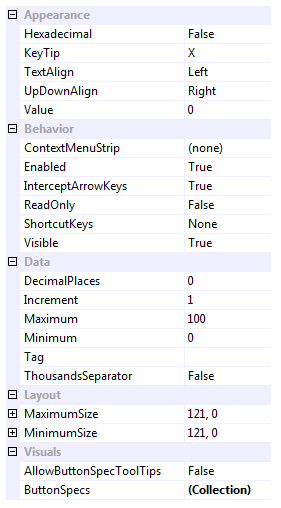 Appearance
Hexadecimal False
KeyTip X
TextAlign Left
UpDownAlign Right
Value 0
Behavior
ContextMenuStrip (none)
Enabled True
InterceptArrowKeys True
ReadOnly False
ShortcutKeys None
Visible True
Data
DecimalPlaces 0
Increment 1
Maximum 100
Minimum 0
Tag
ThousandsSeparator False
Layout
MaximumSize 121, 0
MinimumSize 121, 0
Visuals
AllowButtonSpecToolTips False
ButtonSpecs (Collection)